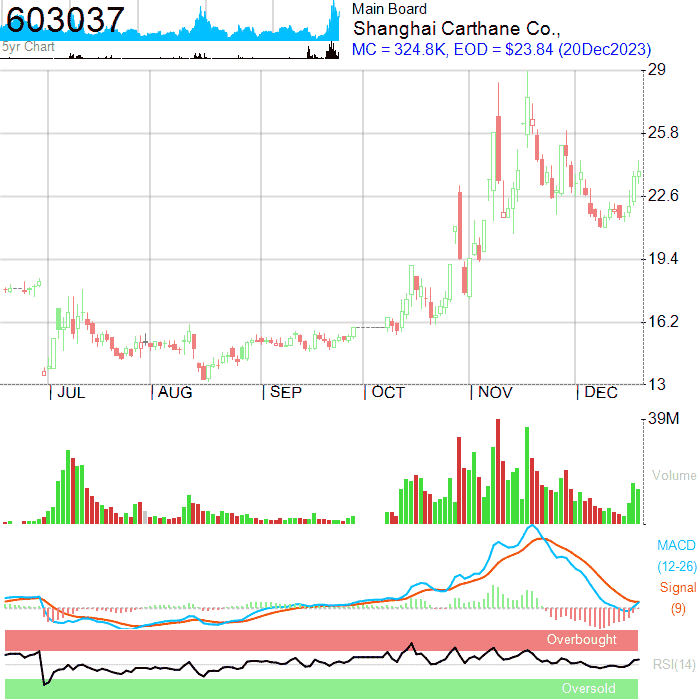 603037
5yr Chart
Main Board
Shanghai Carthane Co.,
MC = 324.8K, EOD = $23.84 (20Dec2023)
29
25.8
22.6
19.4
16.2
13
JUL
AUG
SEP
OCT
NOV
DEC
39M
Volume
MACD
(12-26)
Signal
(9)
Overbought
RSI(14)
Oversold